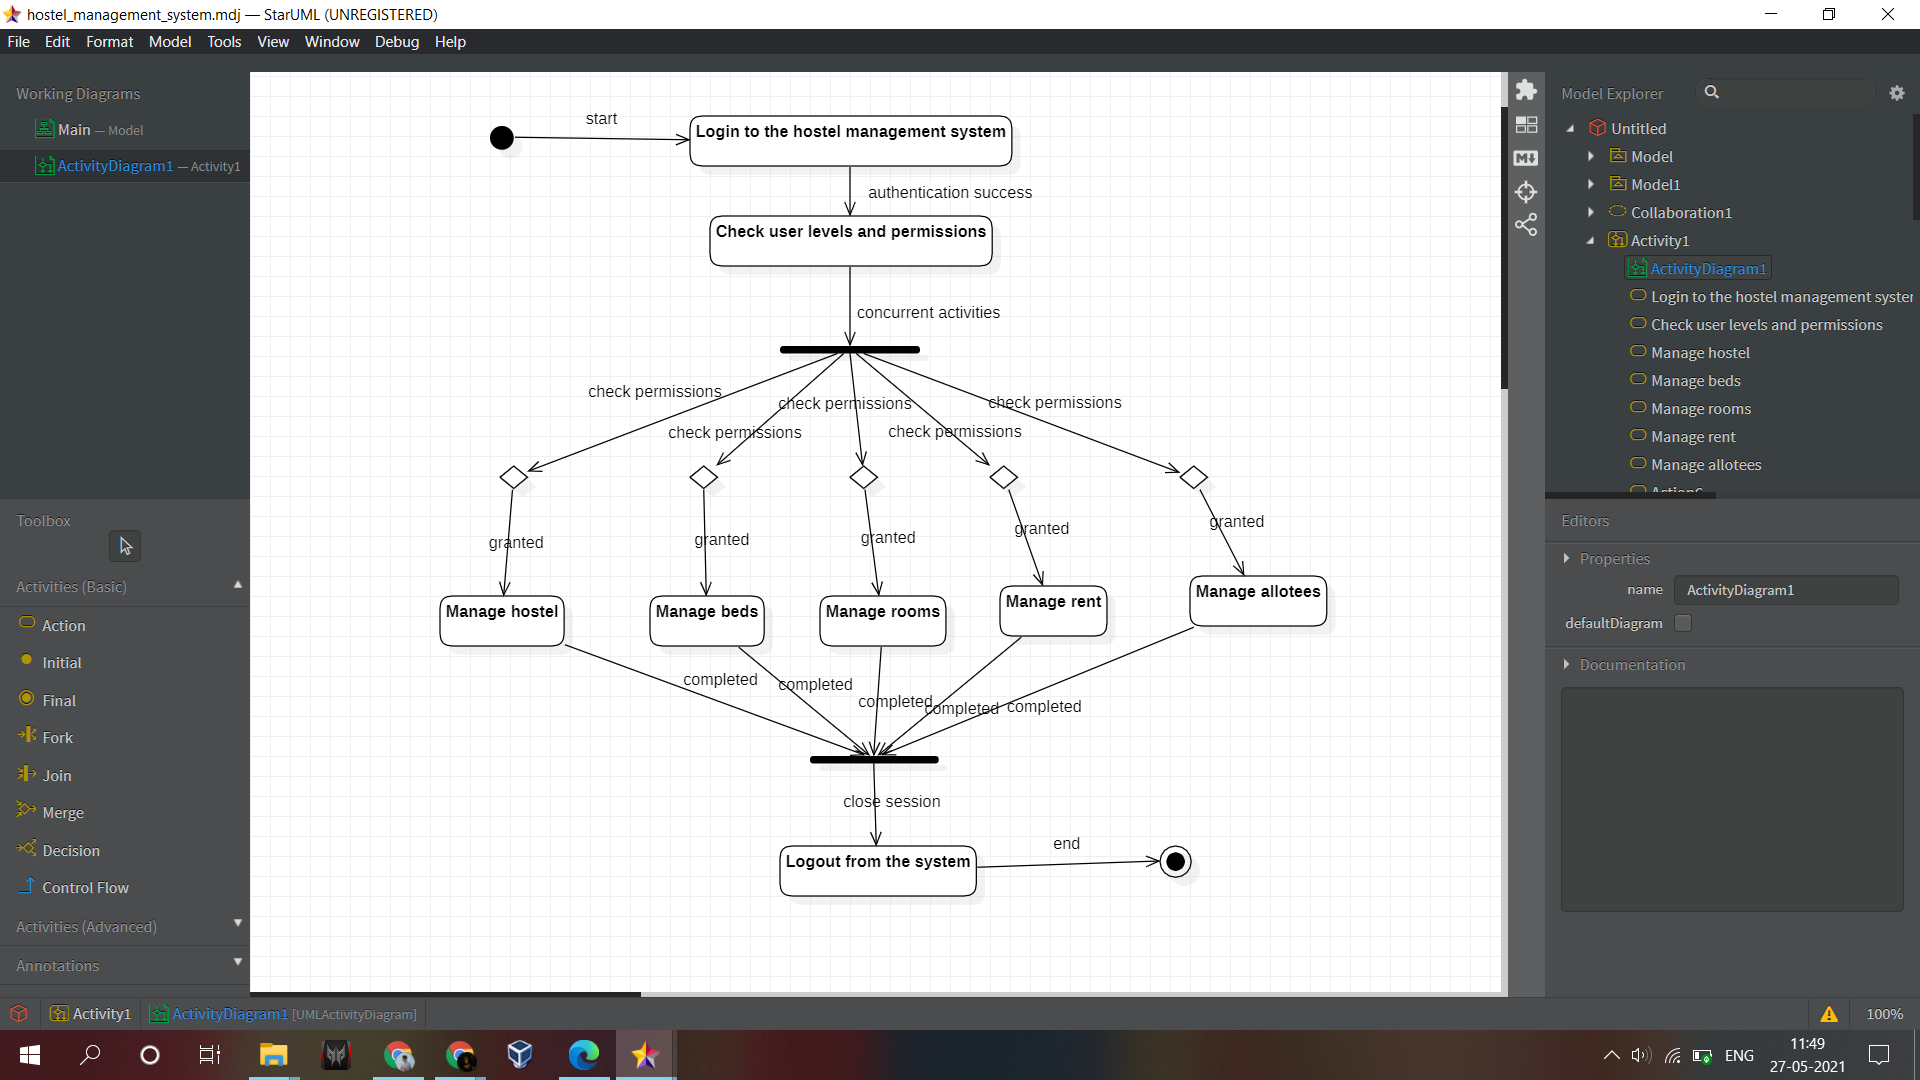 hostel_management_system.mdj — StarUML (UNREGISTERED)
File Edit Format Model Tools View Window Debug Help
Working Diagrams
Main — Model
ActivityDiagram1 — Activity1
Toolbox
Activities (Basic)
Action
Initial
Final
Fork
Join
Merge
Decision
Control Flow
Activities (Advanced)
Annotations
start
Login to the hostel management system
authentication success
Check user levels and permissions
concurrent activities
check permissions
check permissions
check permissions
check permissions
check permissions
granted
granted
granted
granted
granted
Manage hostel
Manage beds
Manage rooms
Manage rent
Manage allotees
completed
completed
completed
completed
completed
close session
Logout from the system
end
Model Explorer
Untitled
Model
Model1
Collaboration1
Activity1
ActivityDiagram1
Login to the hostel management syster
Check user levels and permissions
Manage hostel
Manage beds
Manage rooms
Manage rent
Manage allotees
Editors
Properties
name ActivityDiagram1
defaultDiagram
Documentation
Activity1 ActivityDiagram1 [UMLActivityDiagram]
100%
ENG
11:49
27-05-2021